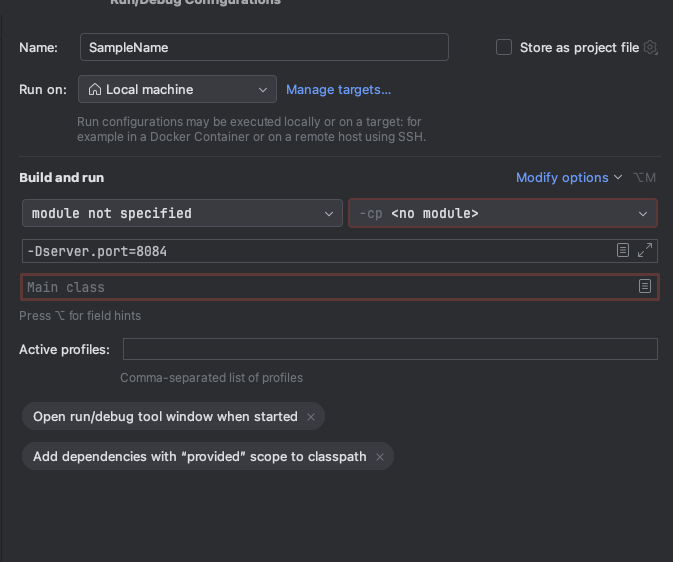 Run/Debug Configurations
Name: SampleName Store as project file
Run on: Local machine Manage targets...
Run configurations may be executed locally or on a target: for
example in a Docker Container or on a remote host using SSH.
Build and run Modify options ⌥M
module not specified -cp <no module>
-Dserver.port=8084
Main class
Press ⌥ for field hints
Active profiles:
Comma-separated list of profiles
Open run/debug tool window when started ×
Add dependencies with “provided” scope to classpath ×